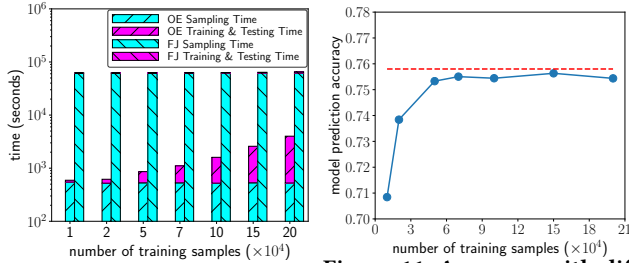 OE Sampling Time
OE Training & Testing Time
FJ Sampling Time
FJ Training & Testing Time
10^6
10^5
10^4
10^3
10^2
time (seconds)
1 2 5 7 10 15 20
number of training samples (×10^4)
0.78
0.77
0.76
0.75
0.74
0.73
0.72
0.71
0.70
model prediction accuracy
0 3 6 9 12 15 18 21
number of training samples (×10^4)